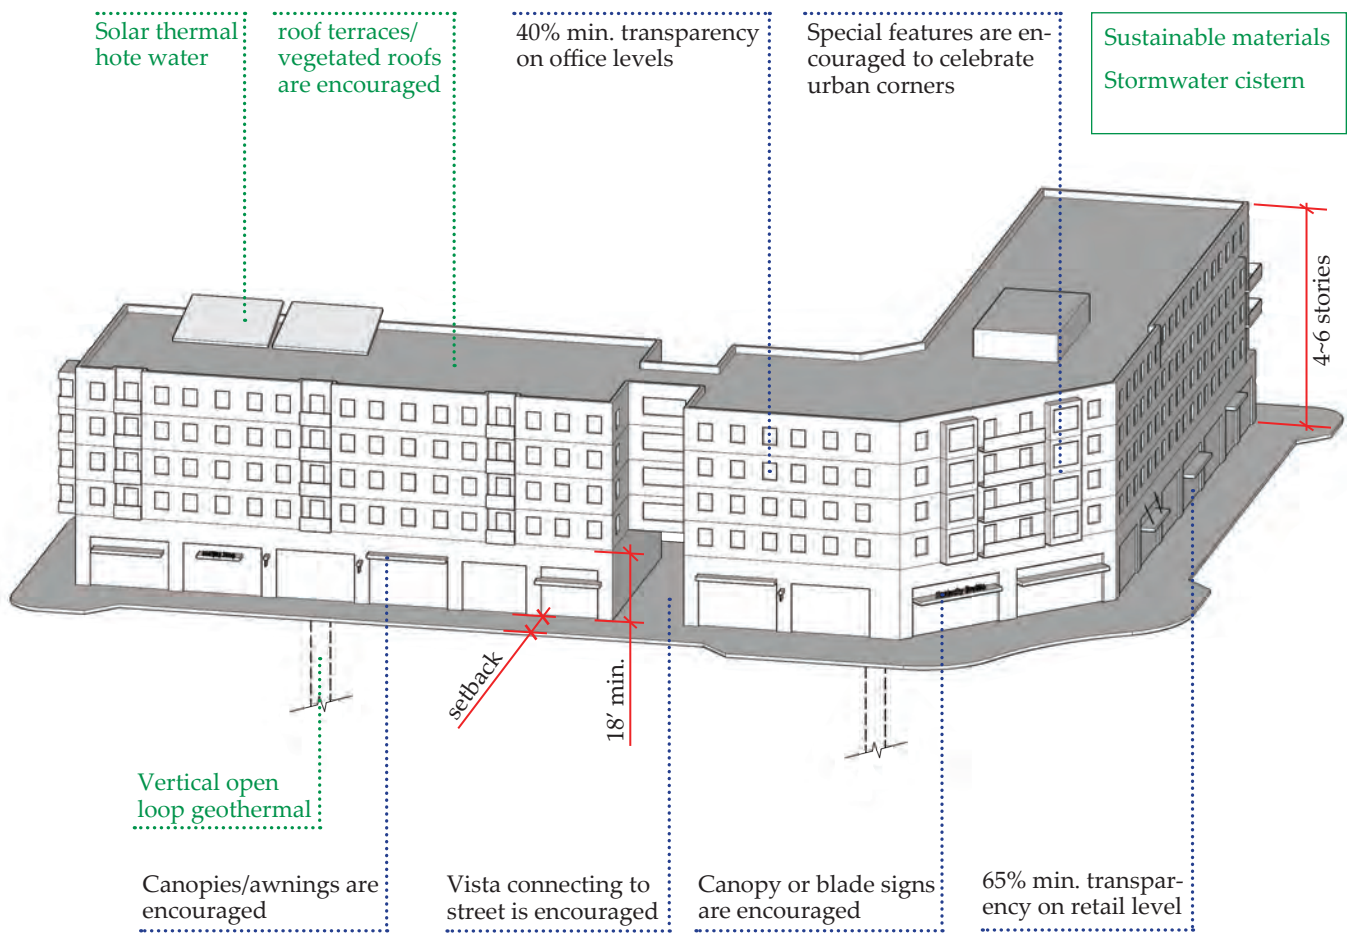 Solar thermal
hote water
roof terraces/
vegetated roofs
are encouraged
40% min. transparency
on office levels
Special features are en-
couraged to celebrate
urban corners
Sustainable materials
Stormwater cistern
4~6 stories
setback
18' min.
Vertical open
loop geothermal
Canopies/awnings are
encouraged
Vista connecting to
street is encouraged
Canopy or blade signs
are encouraged
65% min. transpar-
ency on retail level